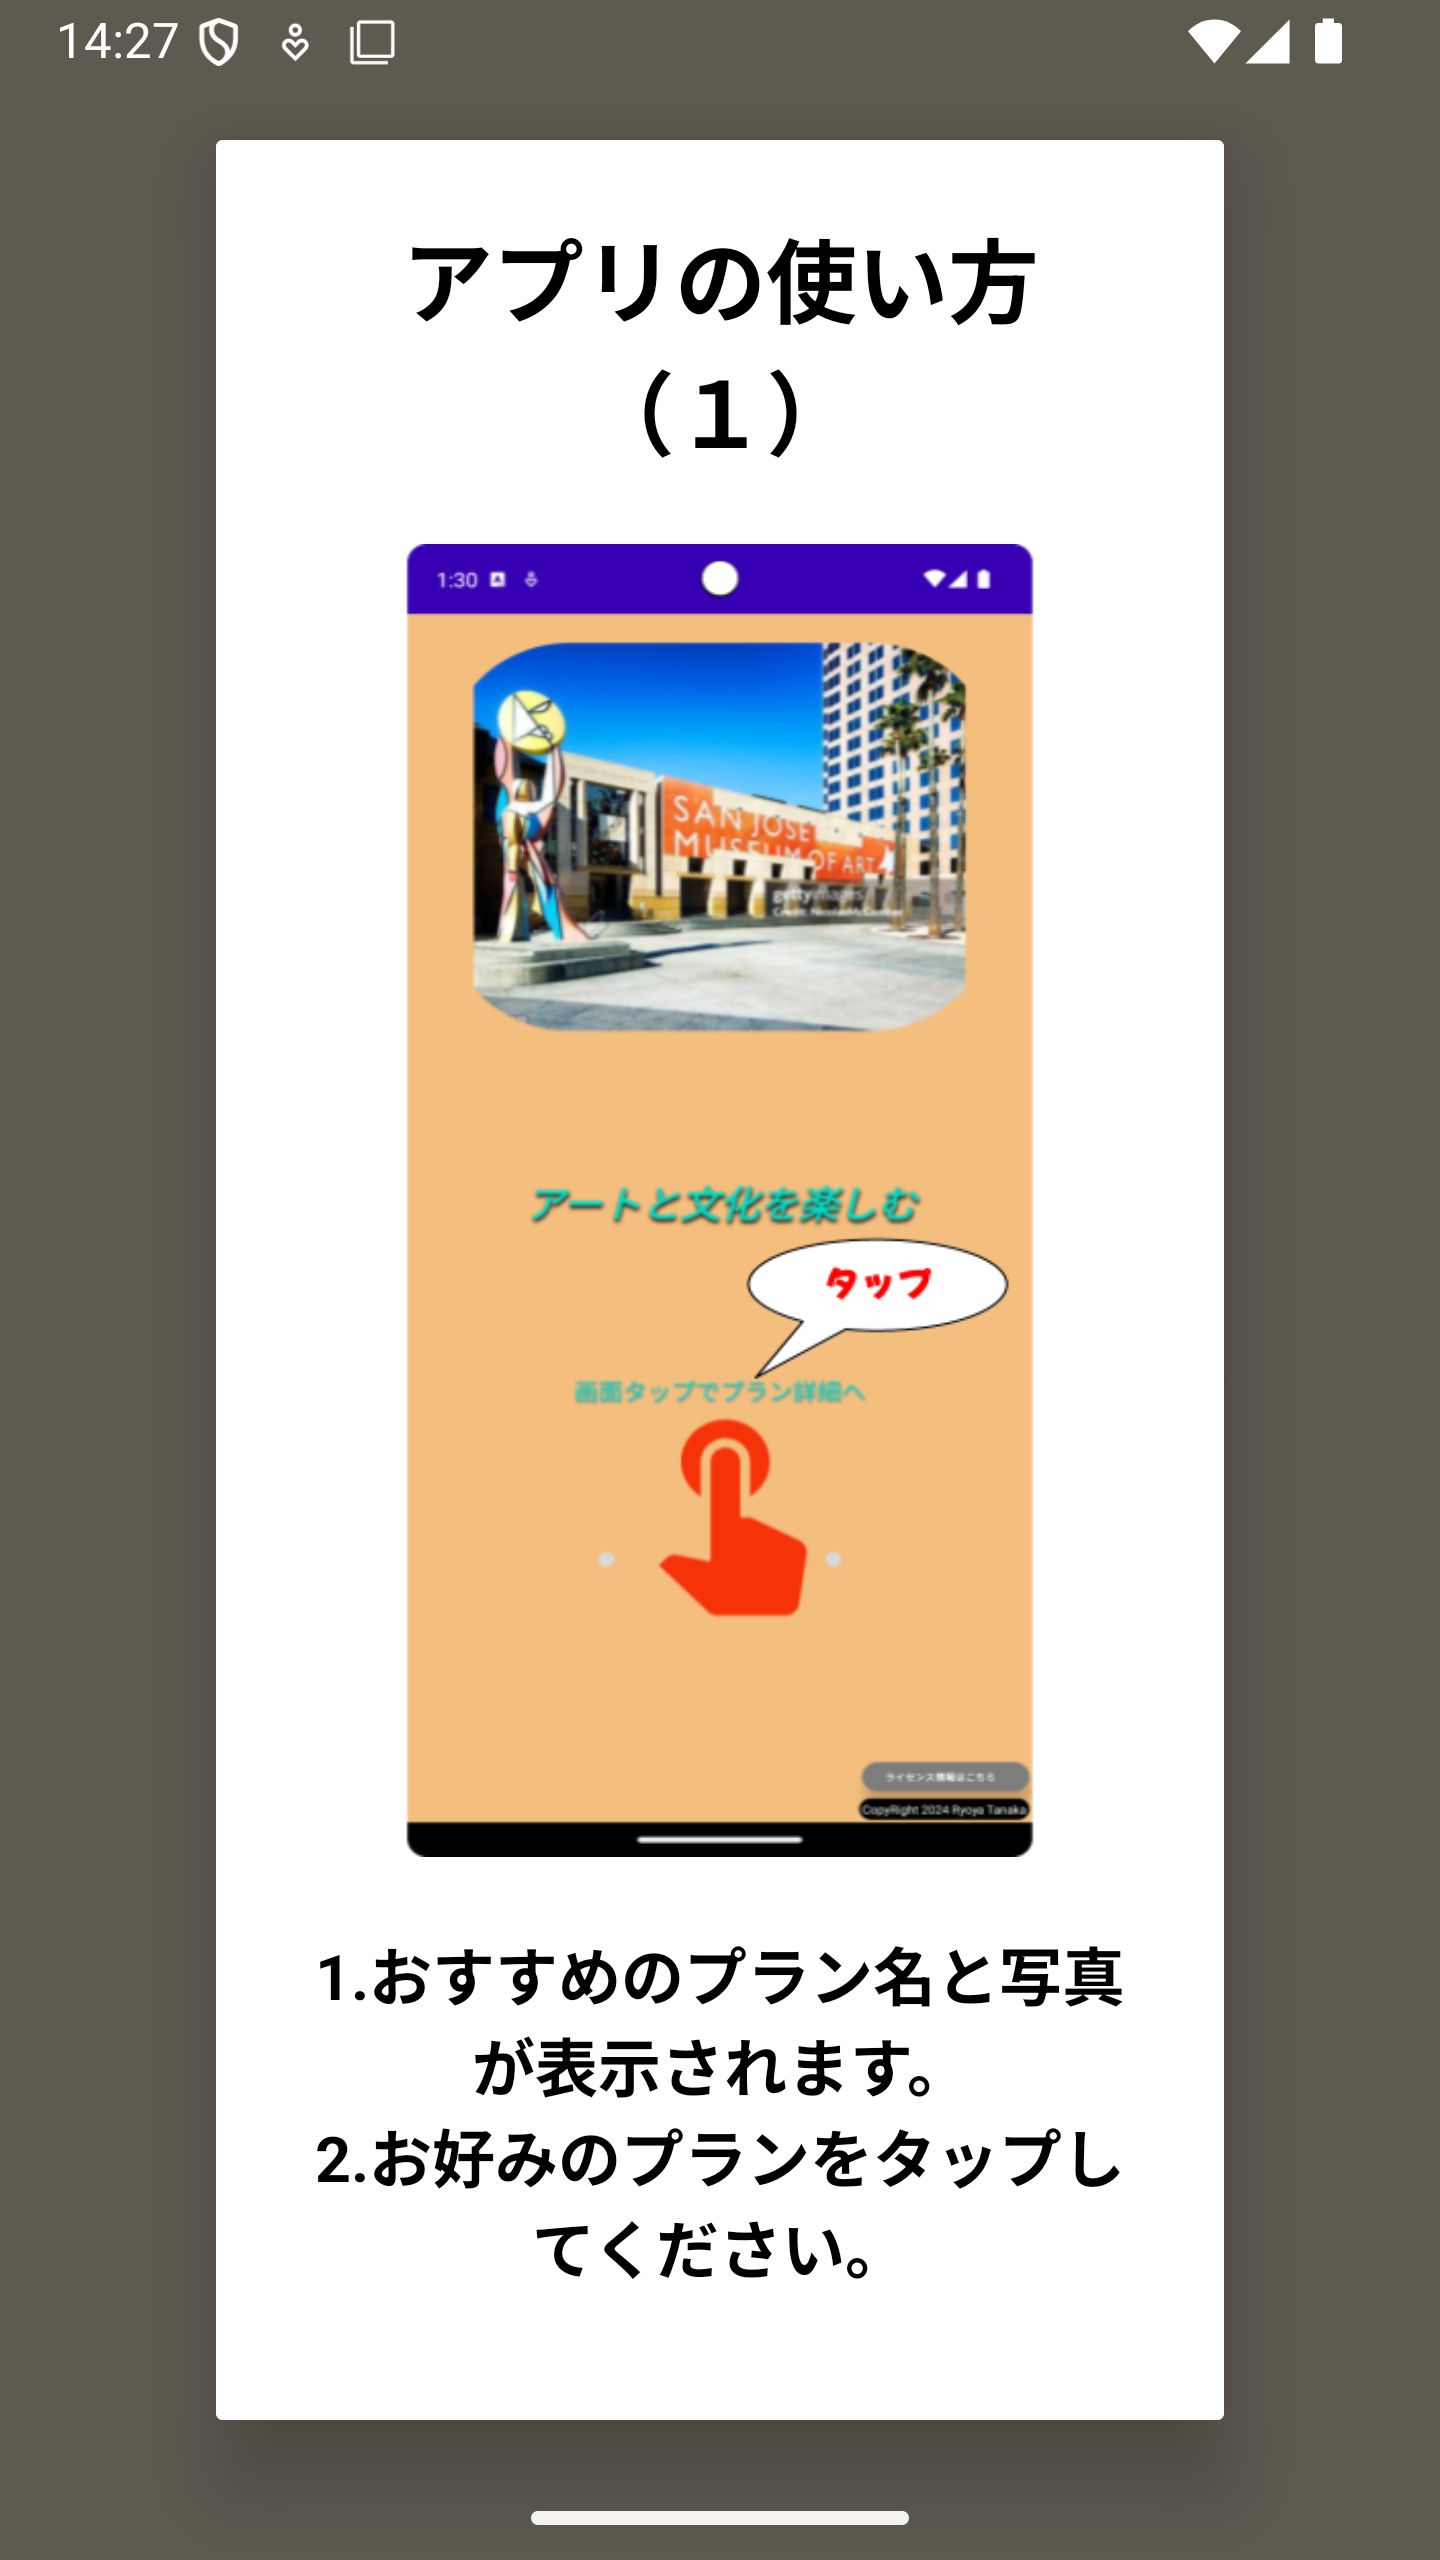 14:27
アプリの使い方
（１）
1:30
SAN JOSE
MUSEUM OF ART
gettyimages
アートと文化を楽しむ
タップ
画面タップでプラン詳細へ
ライセンス情報はこちら
CopyRight 2024 Ryoya Tanaka
1.おすすめのプラン名と写真
が表示されます。
2.お好みのプランをタップし
てください。